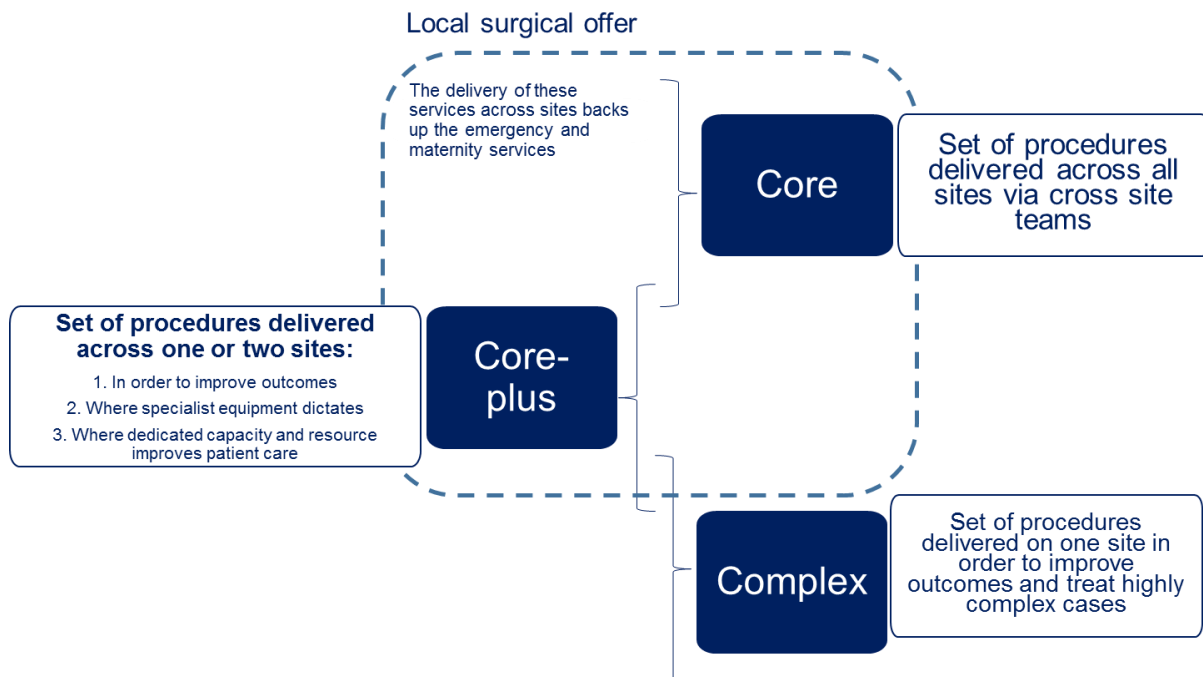 Local surgical offer
The delivery of these
services across sites backs
up the emergency and
maternity services
Core
Set of procedures
delivered across all
sites via cross site
teams
Set of procedures delivered
across one or two sites:
1. In order to improve outcomes
2. Where specialist equipment dictates
3. Where dedicated capacity and resource
improves patient care
Core-
plus
Complex
Set of procedures
delivered on one site in
order to improve
outcomes and treat highly
complex cases